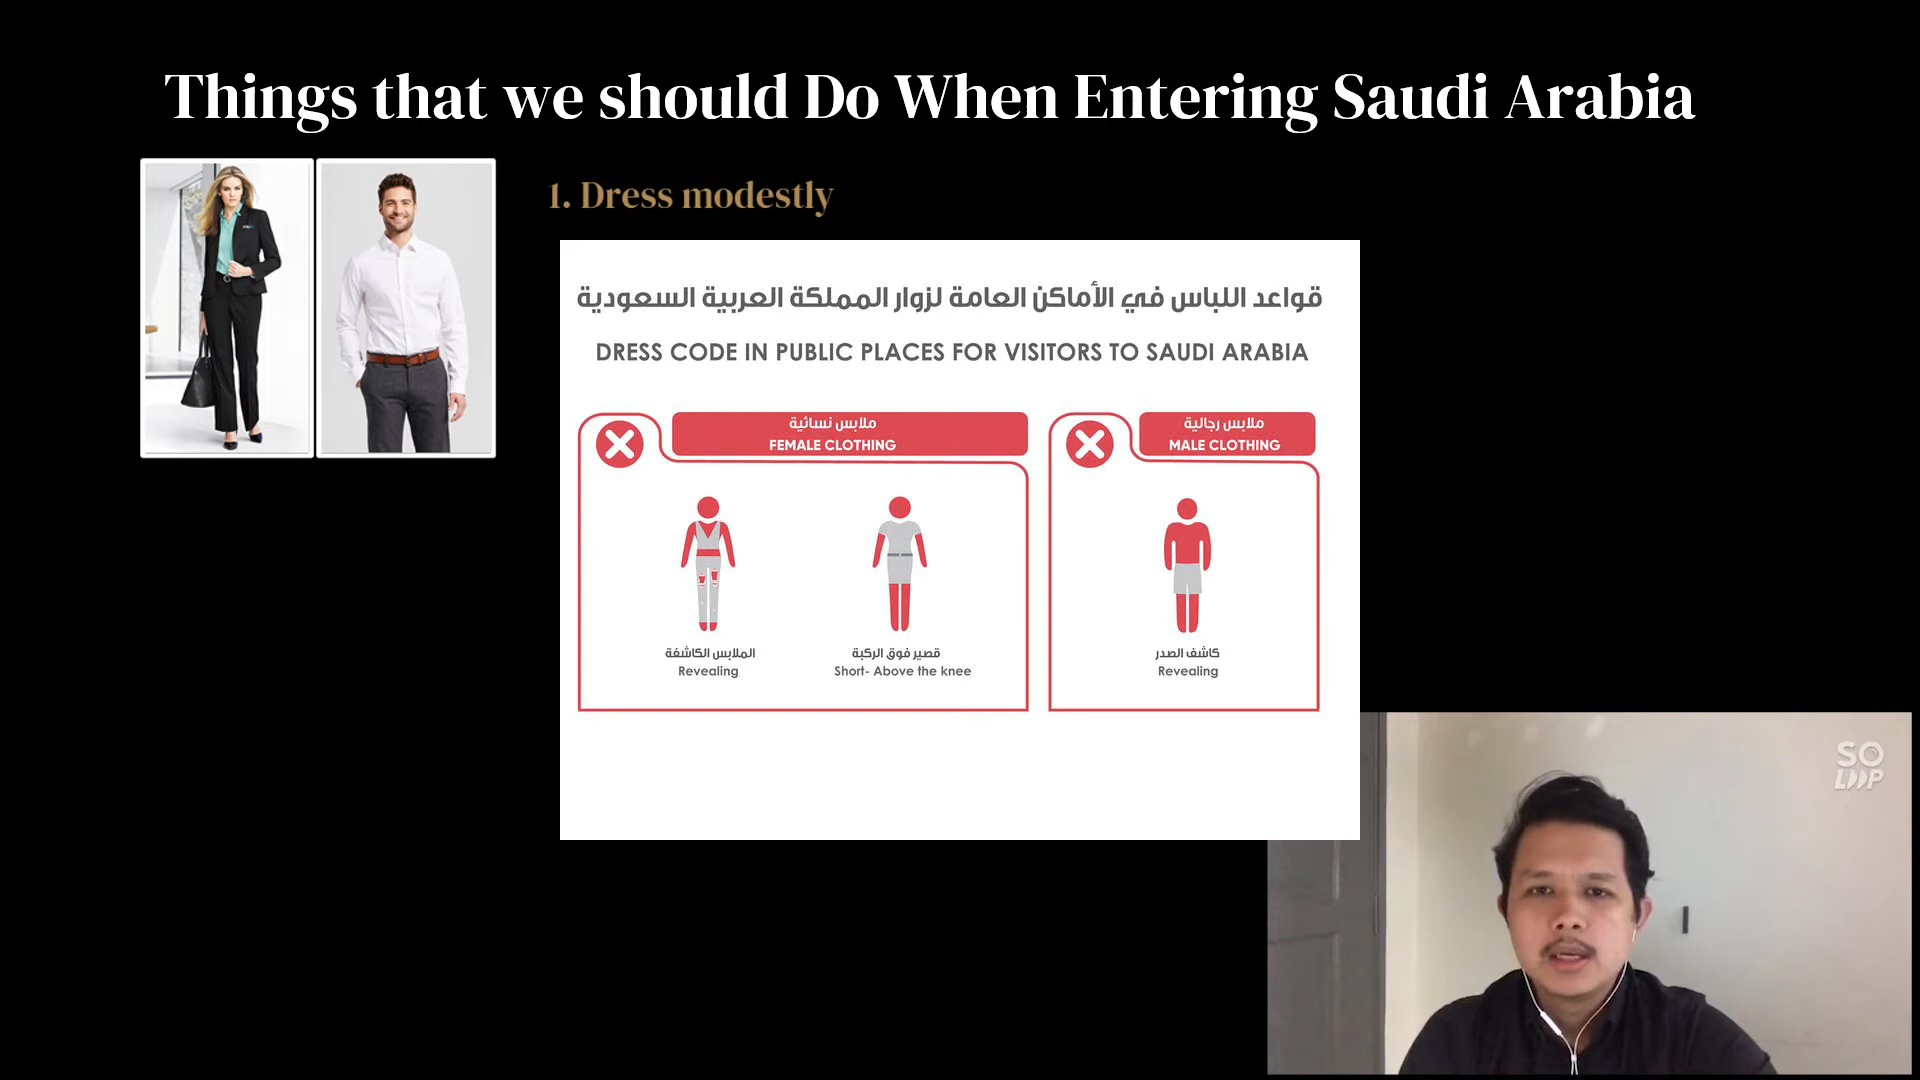 Things that we should Do When Entering Saudi Arabia
1. Dress modestly
قواعد اللباس في الأماكن العامة لزوار المملكة العربية السعودية
DRESS CODE IN PUBLIC PLACES FOR VISITORS TO SAUDI ARABIA
ملابس نسائية
FEMALE CLOTHING
الملابس الكاشفة
Revealing
قصير فوق الركبة
Short- Above the knee
ملابس رجالية
MALE CLOTHING
كاشف الصدر
Revealing
SO
LOOP